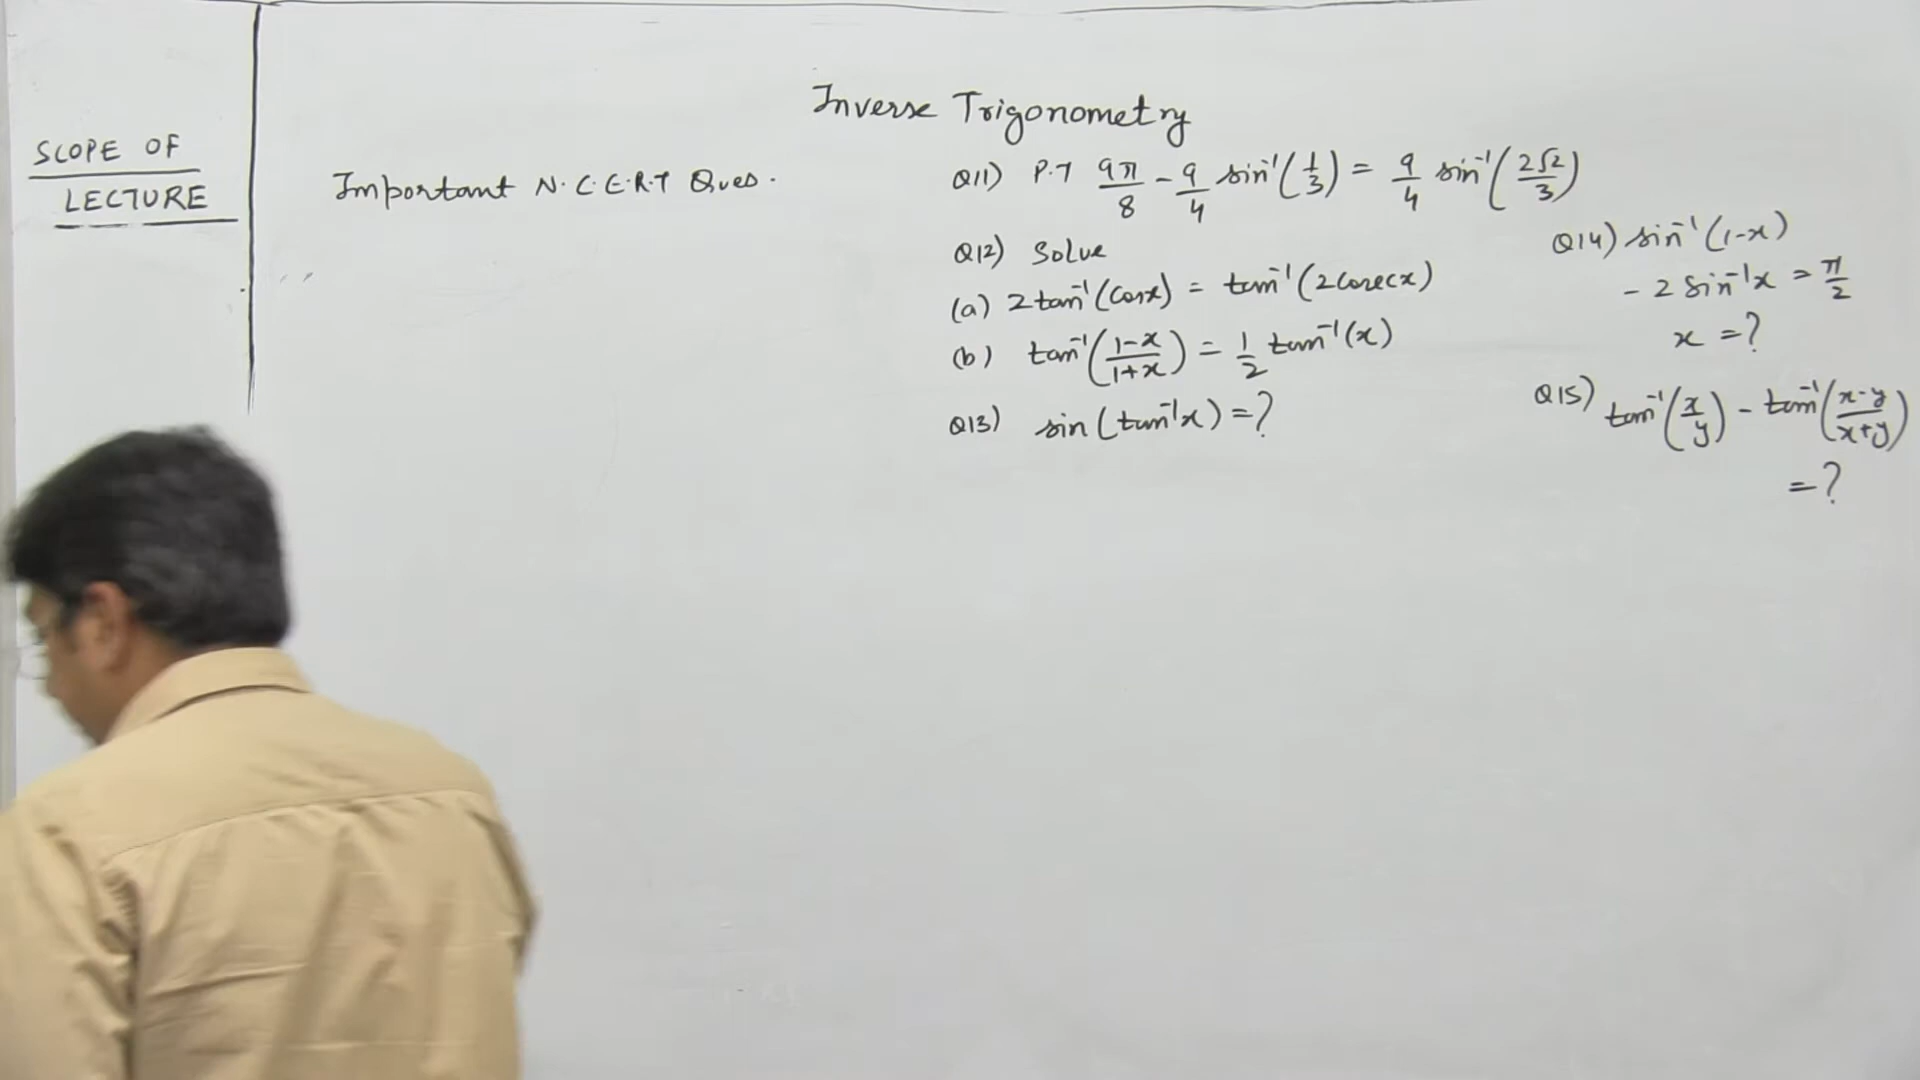 SCOPE OF
LECTURE
Inverse Trigonometry
Important N.C.E.R.T Ques.
Q11) P.T 9π/8 - 9/4 sin⁻¹(1/3) = 9/4 sin⁻¹(2√2/3)
Q12) Solve
(a) 2tan⁻¹(cosx) = tan⁻¹(2cosecx)
(b) tan⁻¹(1-x/1+x) = 1/2 tan⁻¹(x)
Q13) sin(tan⁻¹x) = ?
Q14) sin⁻¹(1-x)
- 2 sin⁻¹x = π/2
x = ?
Q15) tan⁻¹(x/y) - tan⁻¹(x-y/x+y)
= ?